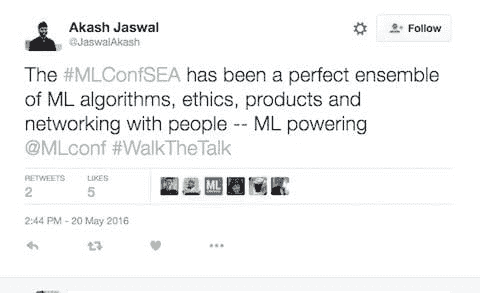 Akash Jaswal
@JaswalAkash
Follow
The #MLConfSEA has been a perfect ensemble
of ML algorithms, ethics, products and
networking with people -- ML powering
@MLconf #WalkTheTalk
RETWEETS LIKES
2 5
ML
2:44 PM - 20 May 2016